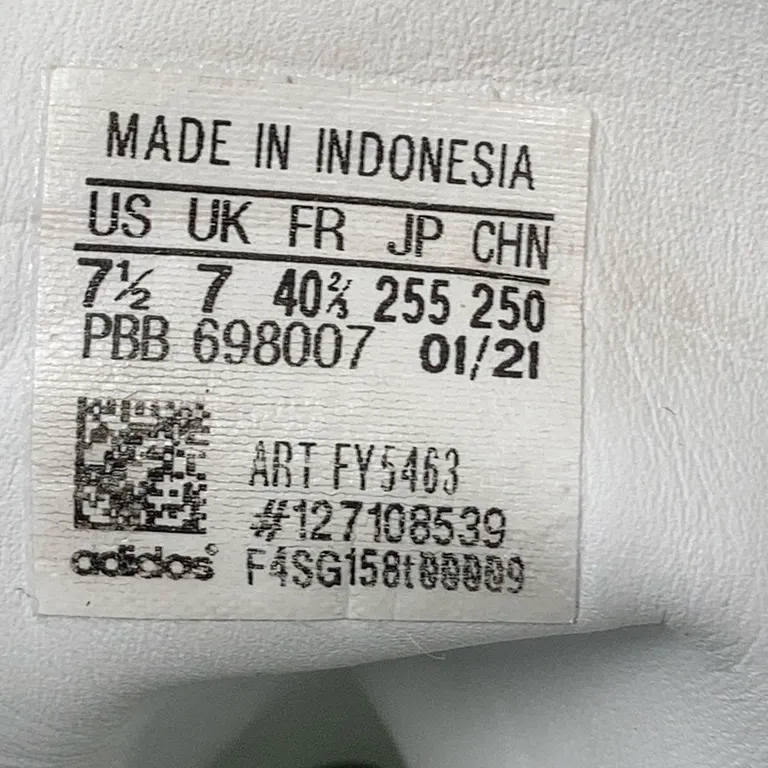 MADE IN INDONESIA
US UK FR JP CHN
7½ 7 40⅔ 255 250
PBB 698007 01/21
ART FY5463
#127108539
adidas® F4SG158t00009